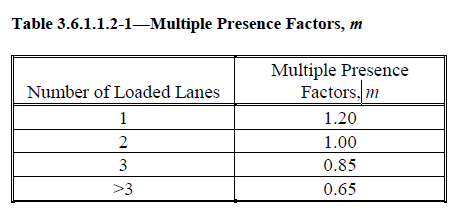 Table 3.6.1.1.2-1—Multiple Presence Factors, m
Number of Loaded Lanes
Multiple Presence
Factors, m
1 1.20
2 1.00
3 0.85
>3 0.65